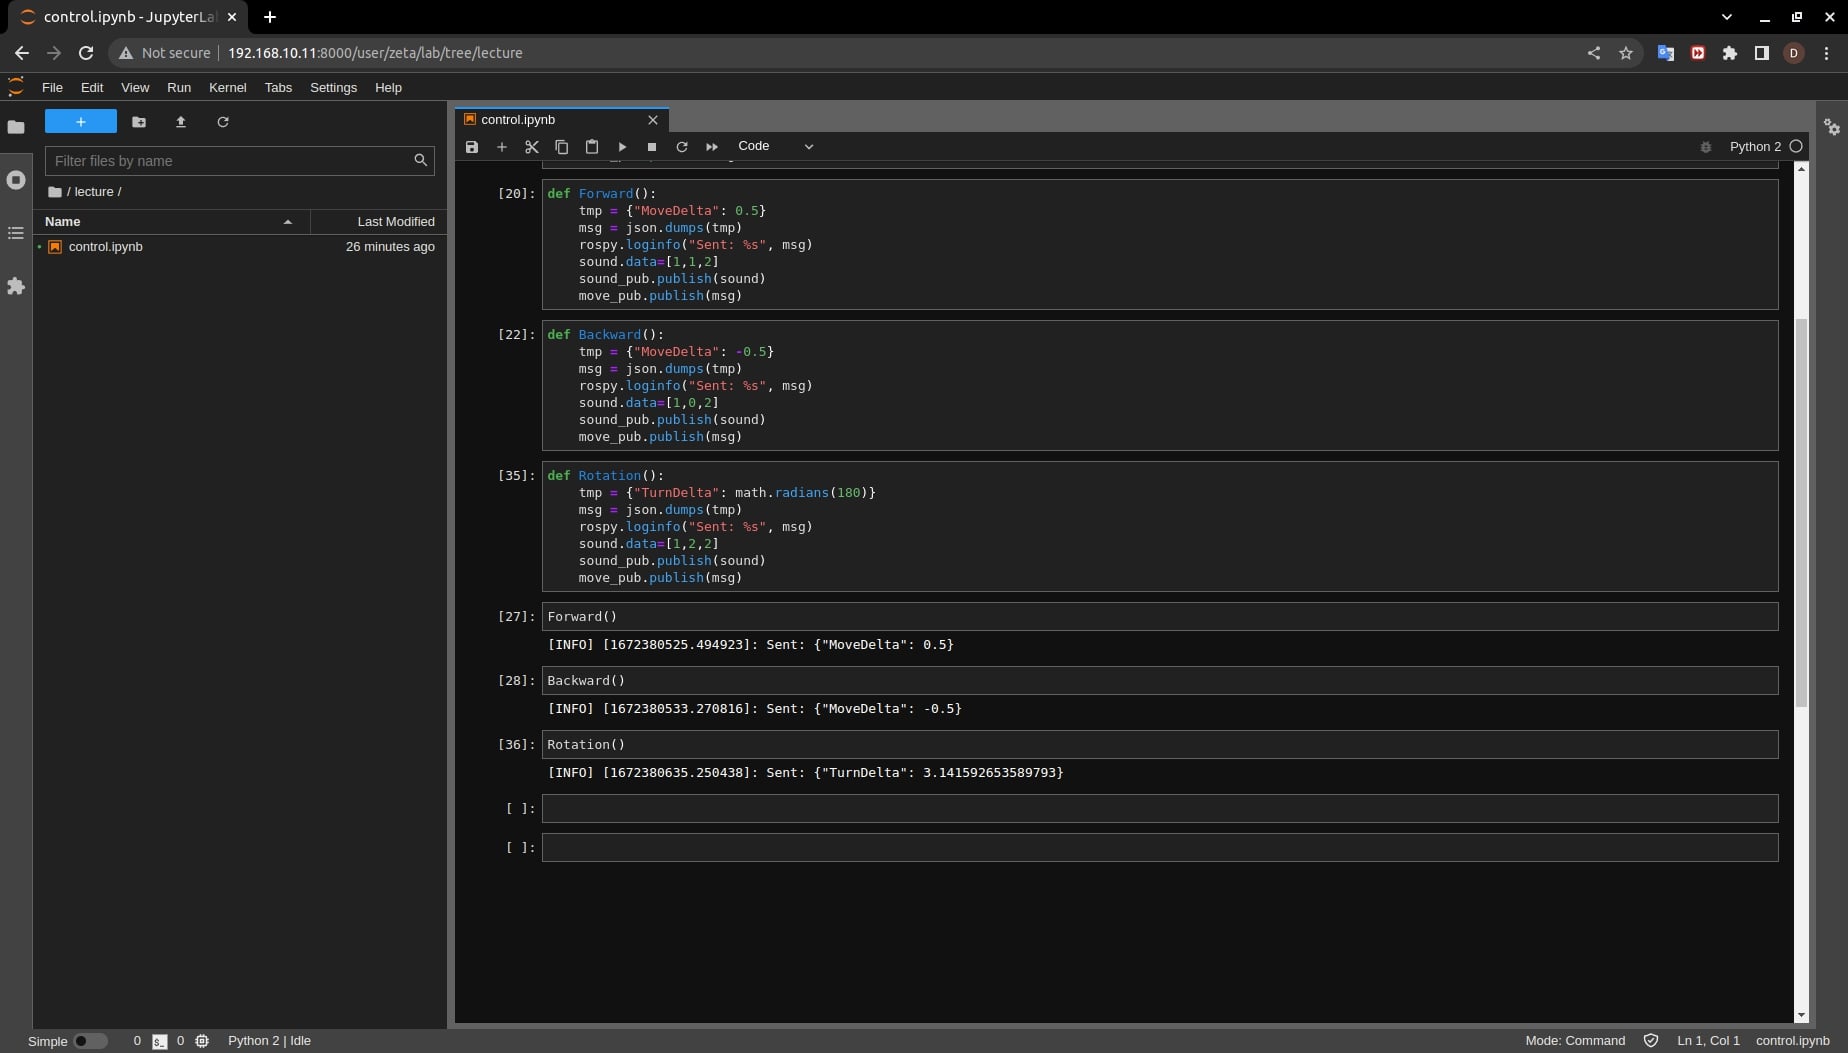 control.ipynb - JupyterLa
Not secure
192.168.10.11:8000/user/zeta/lab/tree/lecture
D
File Edit View Run Kernel Tabs Settings Help
Filter files by name
/ lecture /
Name Last Modified
control.ipynb 26 minutes ago
control.ipynb
Code
Python 2
[20]: def Forward():
    tmp = {"MoveDelta": 0.5}
    msg = json.dumps(tmp)
    rospy.loginfo("Sent: %s", msg)
    sound.data=[1,1,2]
    sound_pub.publish(sound)
    move_pub.publish(msg)
[22]: def Backward():
    tmp = {"MoveDelta": -0.5}
    msg = json.dumps(tmp)
    rospy.loginfo("Sent: %s", msg)
    sound.data=[1,0,2]
    sound_pub.publish(sound)
    move_pub.publish(msg)
[35]: def Rotation():
    tmp = {"TurnDelta": math.radians(180)}
    msg = json.dumps(tmp)
    rospy.loginfo("Sent: %s", msg)
    sound.data=[1,2,2]
    sound_pub.publish(sound)
    move_pub.publish(msg)
[27]: Forward()
[INFO] [1672380525.494923]: Sent: {"MoveDelta": 0.5}
[28]: Backward()
[INFO] [1672380533.270816]: Sent: {"MoveDelta": -0.5}
[36]: Rotation()
[INFO] [1672380635.250438]: Sent: {"TurnDelta": 3.141592653589793}
[ ]:
[ ]:
Simple 0 $_ 0 Python 2 | Idle Mode: Command Ln 1, Col 1 control.ipynb